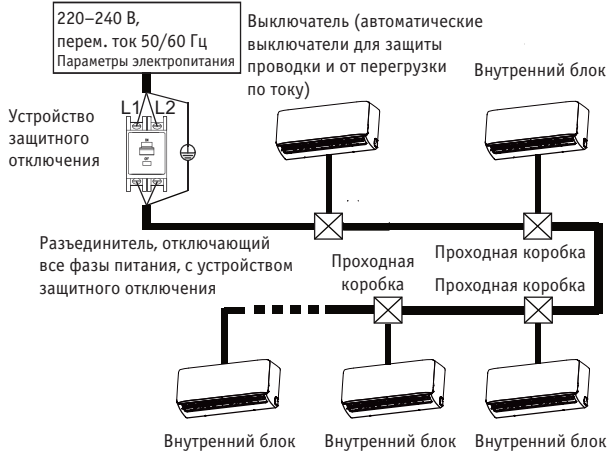 220–240 В,
перем. ток 50/60 Гц
Параметры электропитания
Выключатель (автоматические
выключатели для защиты
проводки и от перегрузки
по току)
Внутренний блок
L1 L2
Устройство
защитного
отключения
Разъединитель, отключающий
все фазы питания, с устройством
защитного отключения
Проходная
коробка
Проходная коробка
Проходная коробка
Внутренний блок
Внутренний блок
Внутренний блок